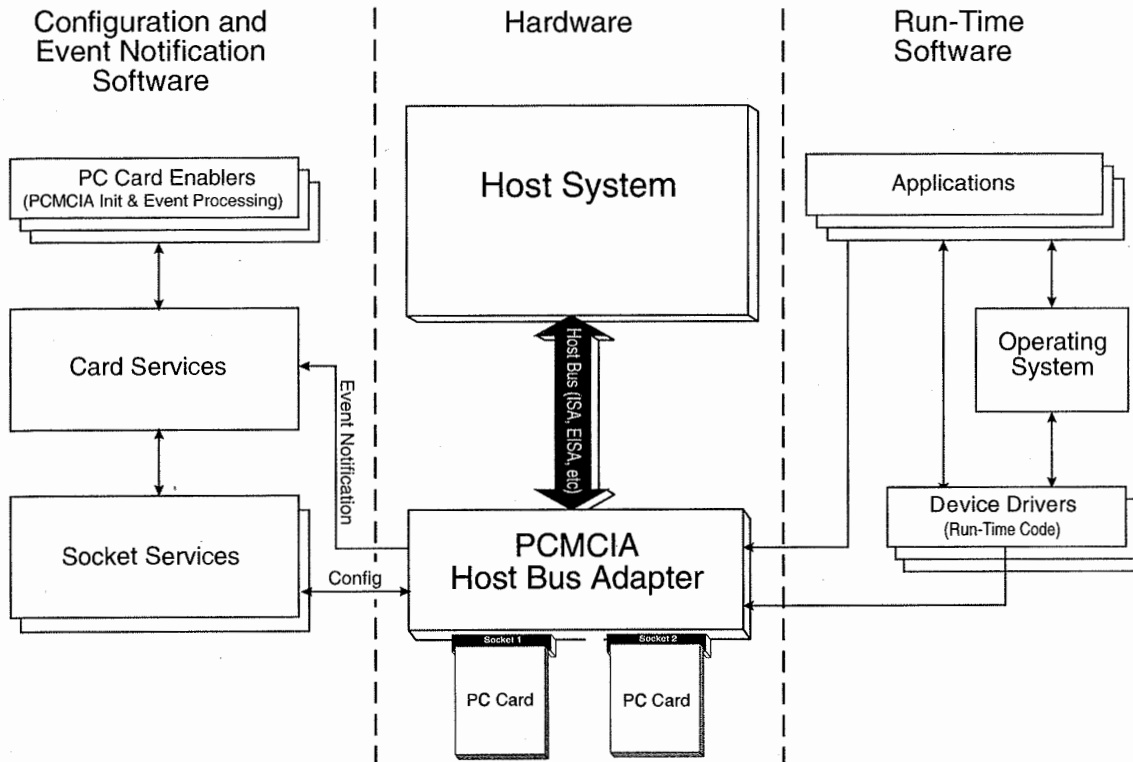 Configuration and
Event Notification
Software
Hardware
Run-Time
Software
PC Card Enablers
(PCMCIA Init & Event Processing)
Card Services
Socket Services
Event Notification
Config
Host System
Host Bus (ISA, EISA, etc)
PCMCIA
Host Bus Adapter
Socket 1
Socket 2
PC Card
PC Card
Applications
Operating
System
Device Drivers
(Run-Time Code)